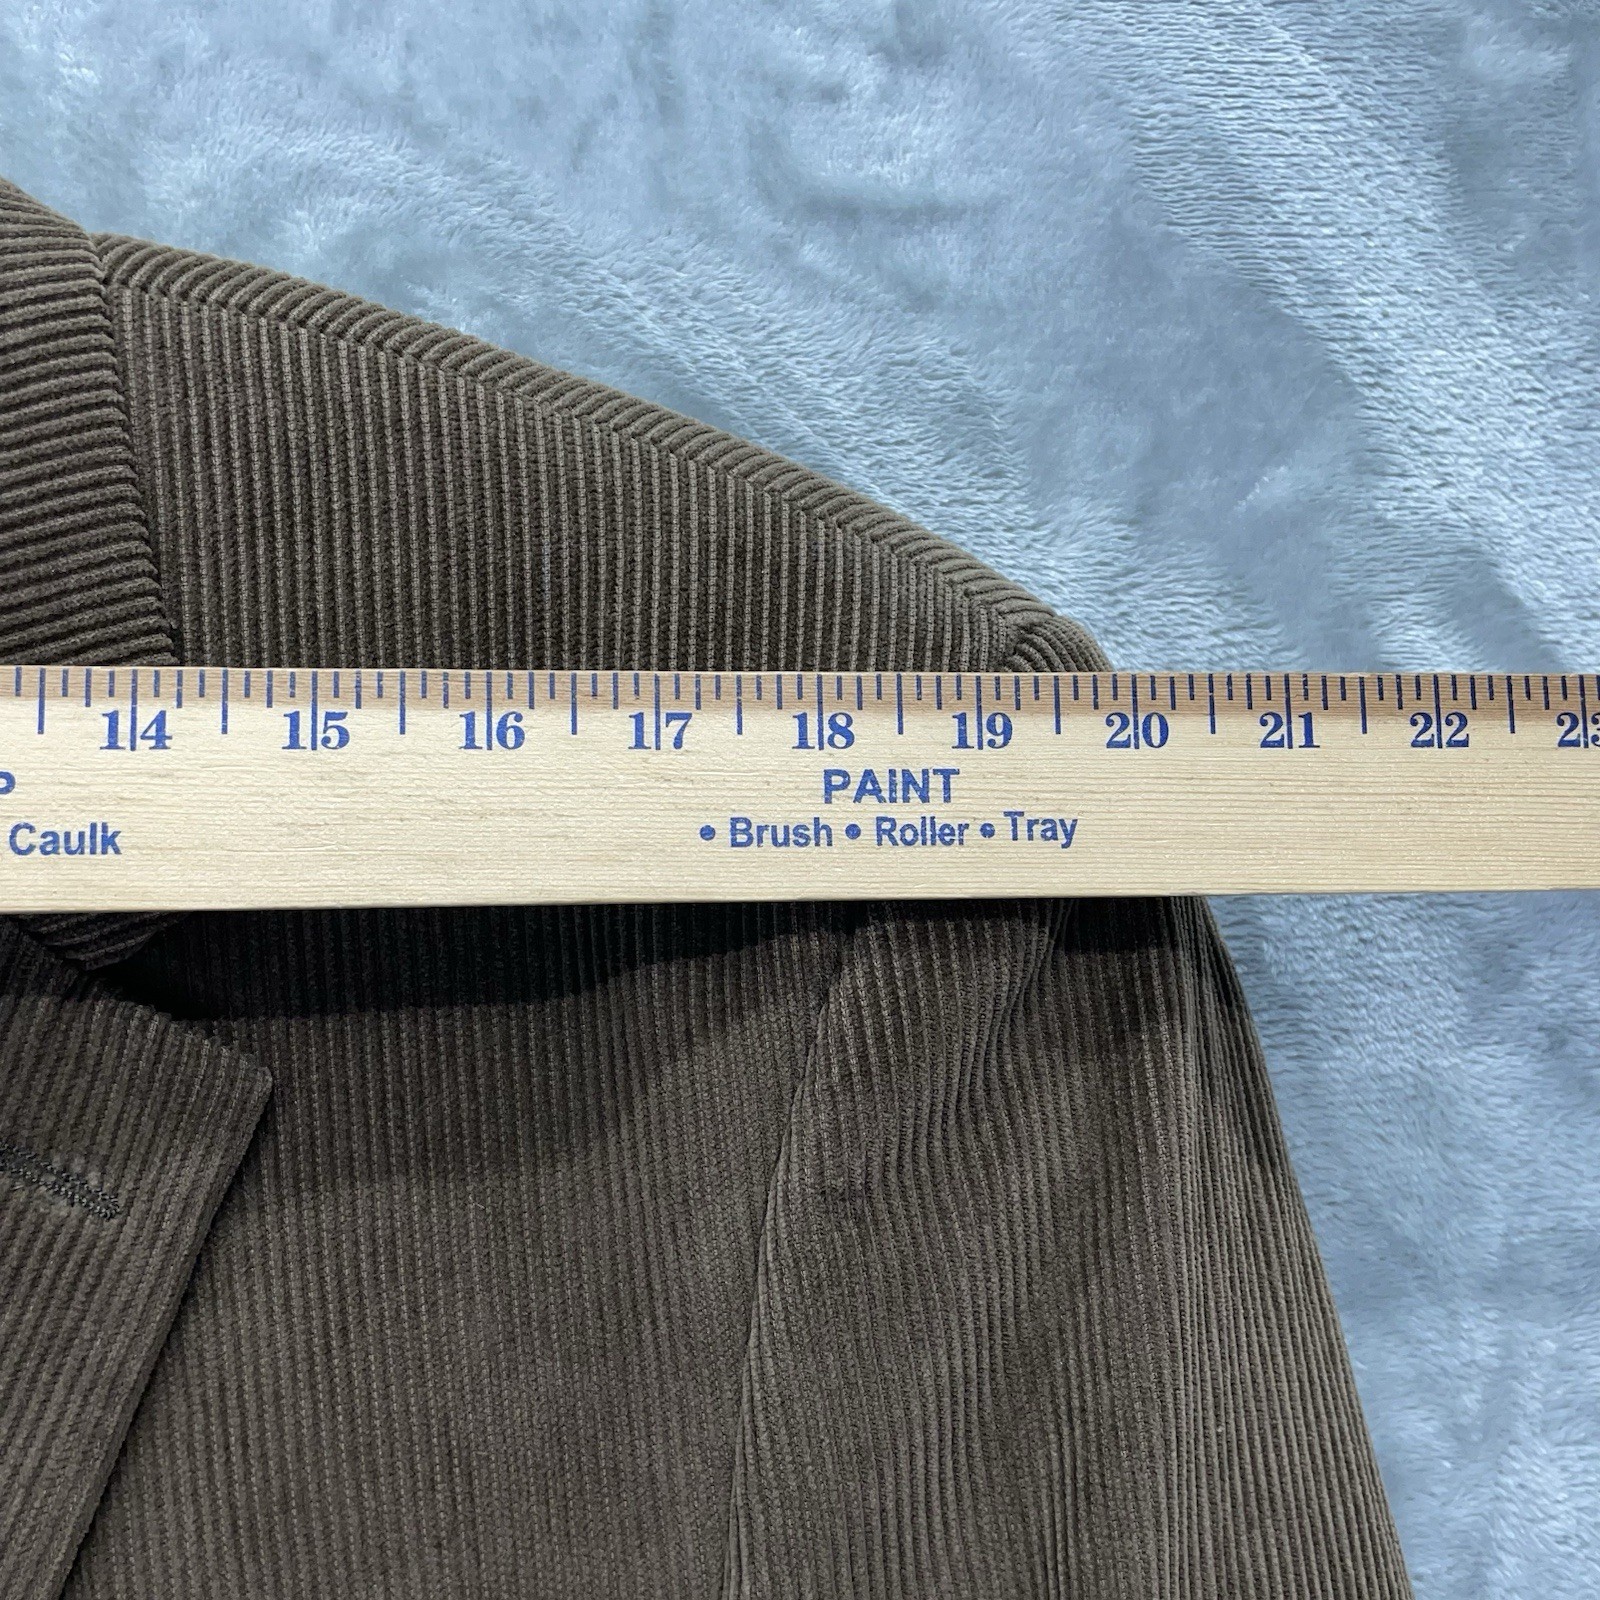 14 15 16 17 18 19 20 21 22
PAINT
Caulk • Brush • Roller • Tray